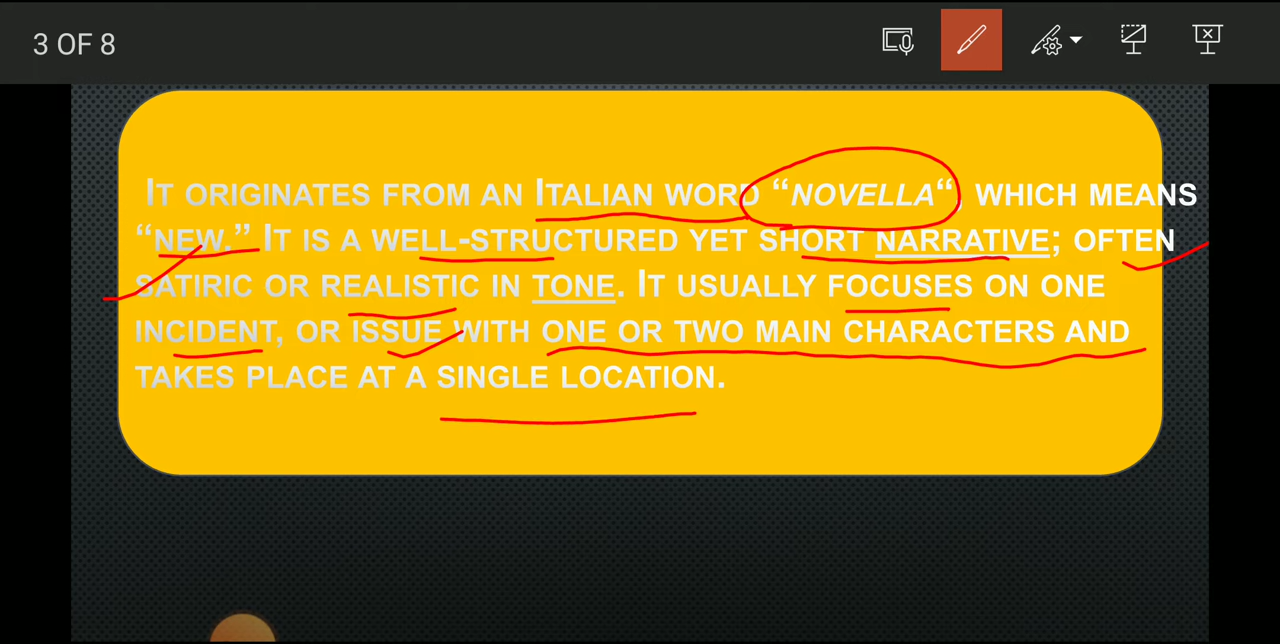 3 OF 8
IT ORIGINATES FROM AN ITALIAN WORD “NOVELLA“, WHICH MEANS
“NEW.” IT IS A WELL-STRUCTURED YET SHORT NARRATIVE; OFTEN
SATIRIC OR REALISTIC IN TONE. IT USUALLY FOCUSES ON ONE
INCIDENT, OR ISSUE WITH ONE OR TWO MAIN CHARACTERS AND
TAKES PLACE AT A SINGLE LOCATION.